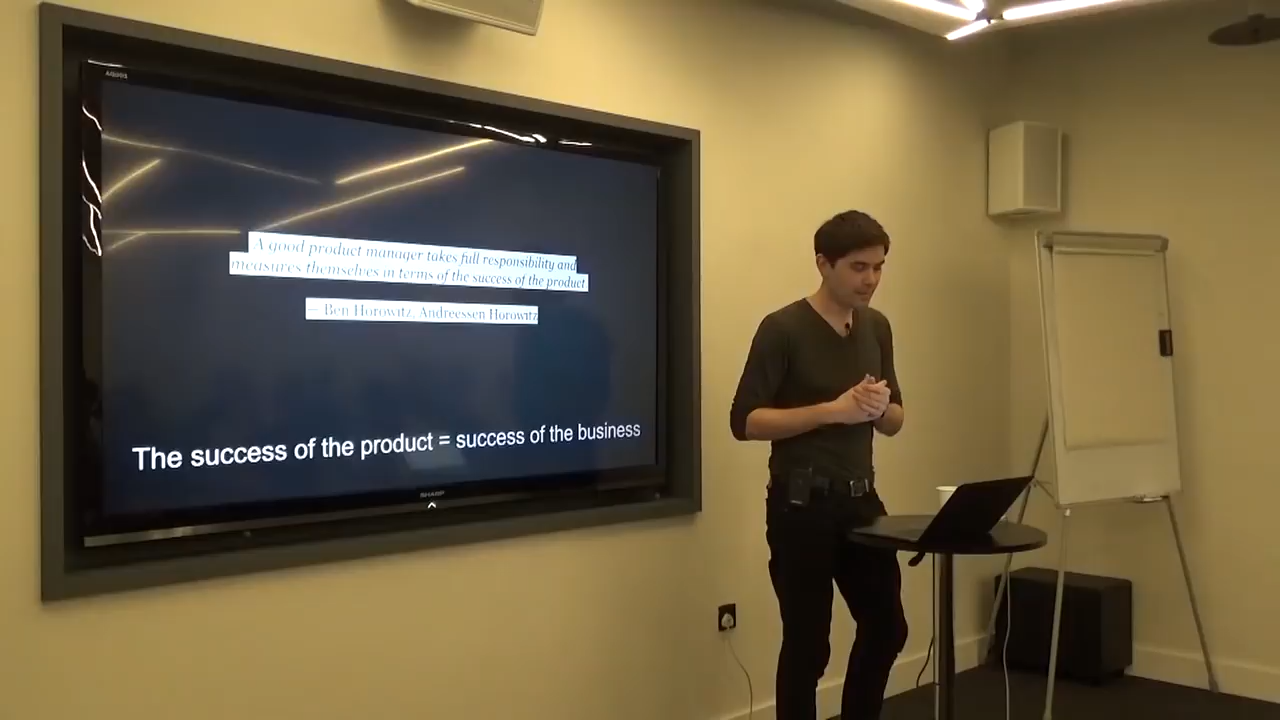 AQUOS
A good product manager takes full responsibility and
measures themselves in terms of the success of the product
— Ben Horowitz, Andreessen Horowitz
The success of the product = success of the business
SHARP